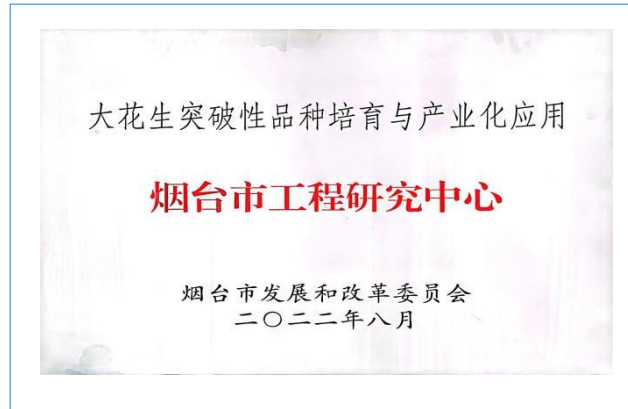 大花生突破性品种培育与产业化应用
烟台市工程研究中心
烟台市发展和改革委员会
二〇二二年八月